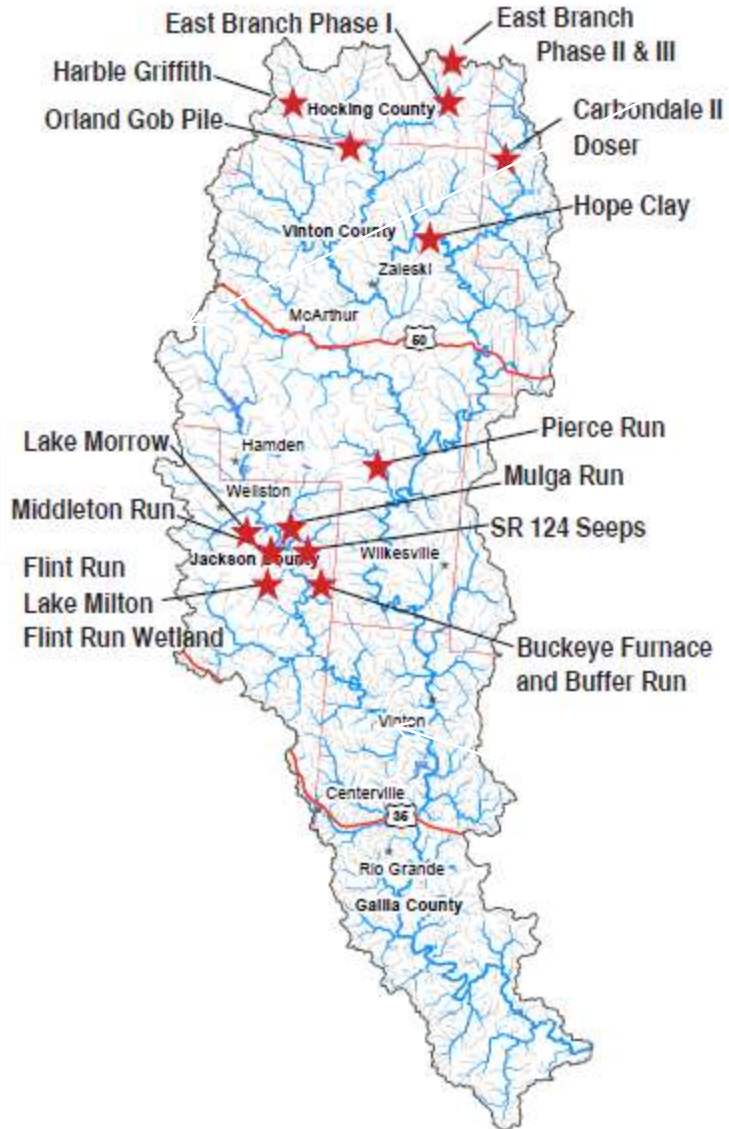 East Branch Phase I
East Branch
Phase II & III
Harble Griffith
Hocking County
Orland Gob Pile
Carbondale II
Doser
Hope Clay
Vinton County
Zaleski
McArthur
50
Pierce Run
Lake Morrow
Hamden
Mulga Run
Wellston
Middleton Run
SR 124 Seeps
Jackson County
Wilkesville
Flint Run
Lake Milton
Flint Run Wetland
Buckeye Furnace
and Buffer Run
Vinton
Centerville
35
Rio Grande
Gallia County